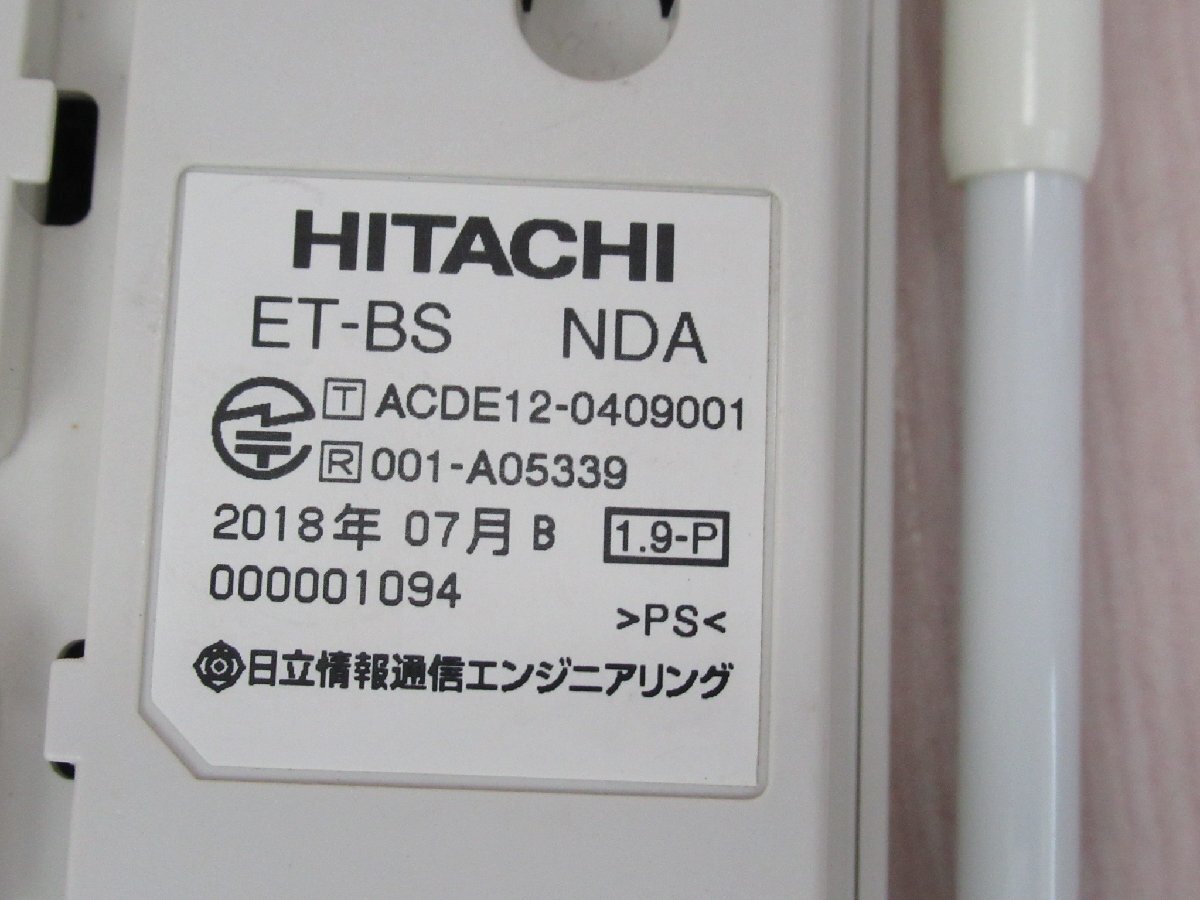 HITACHI
ET-BS NDA
T ACDE12-0409001
R 001-A05339
2018年 07月 B 1.9-P
000001094
>PS<
日立情報通信エンジニアリング